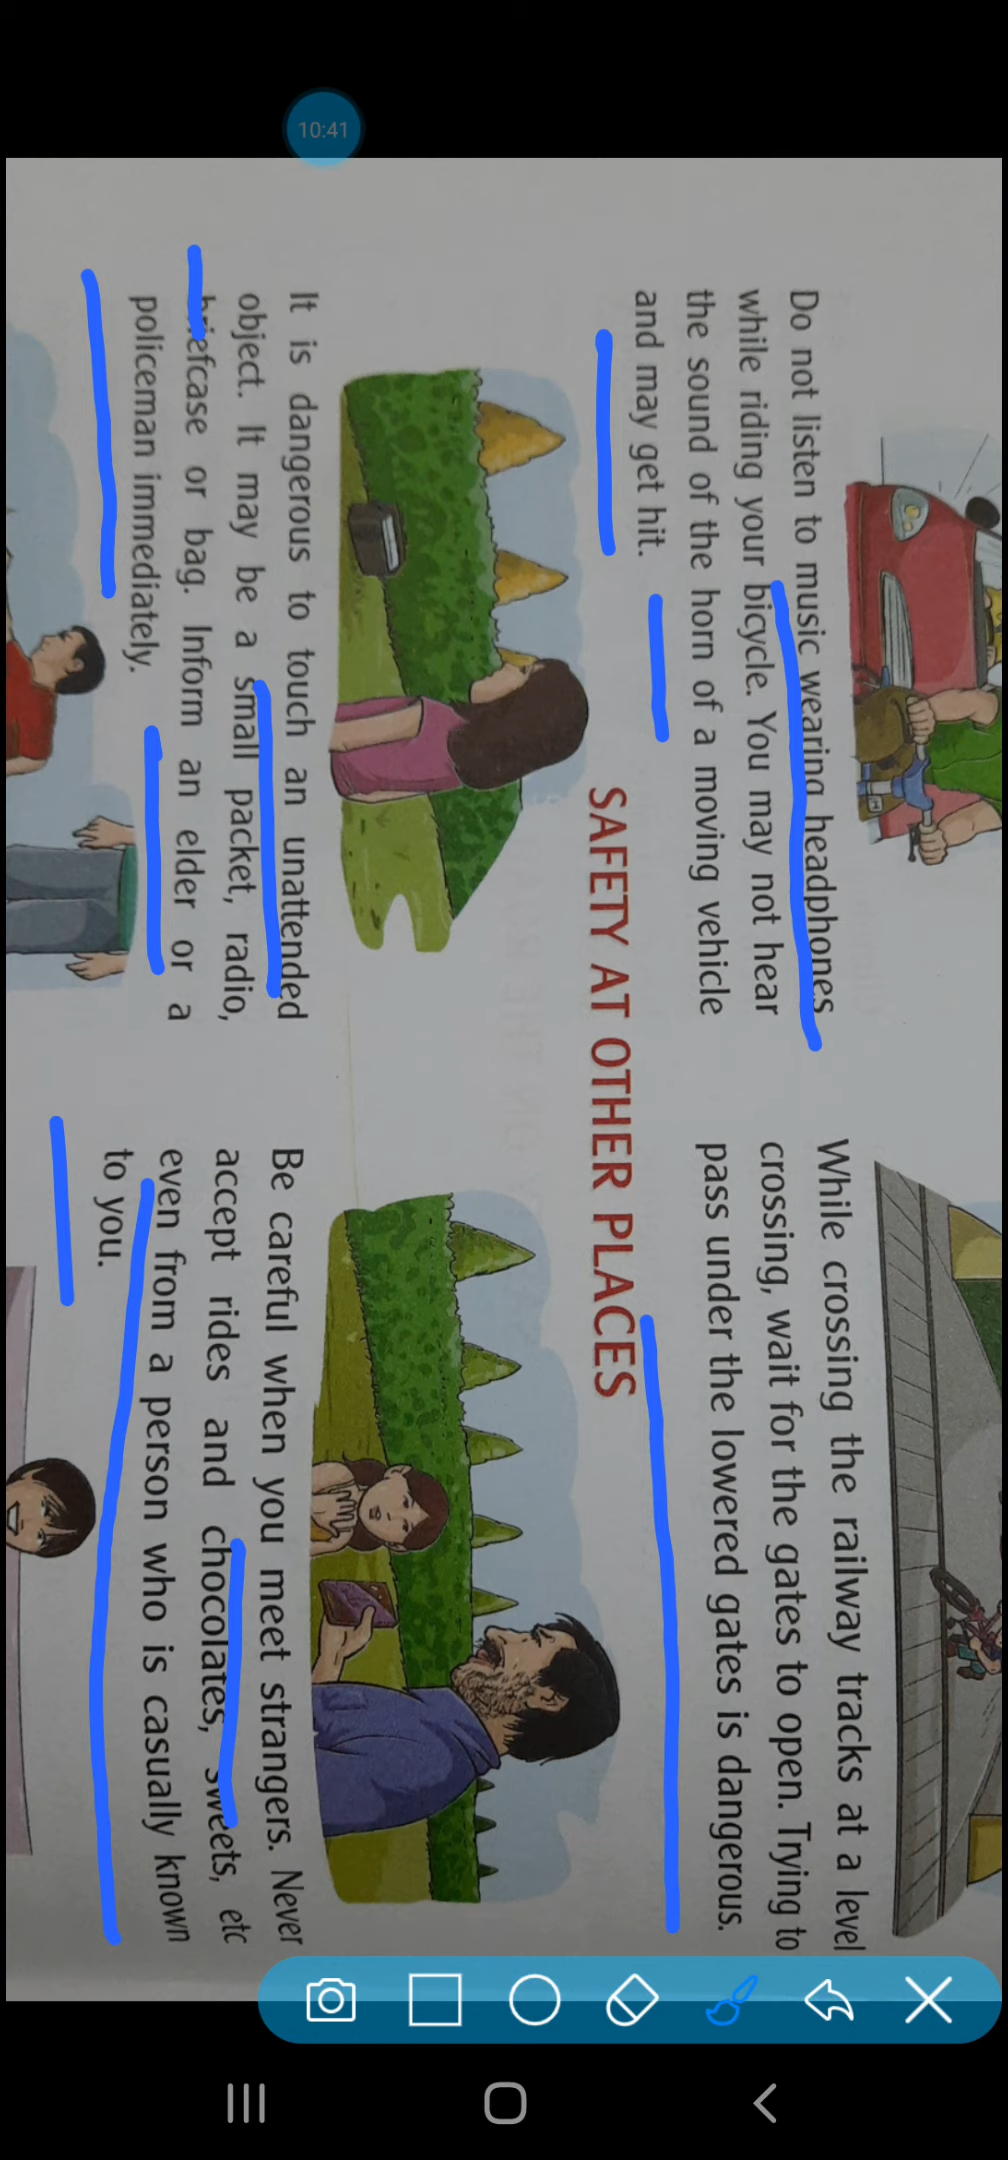 10:41
Do not listen to music wearing headphones
while riding your bicycle. You may not hear
the sound of the horn of a moving vehicle
and may get hit.
While crossing the railway tracks at a level
crossing, wait for the gates to open. Trying to
pass under the lowered gates is dangerous.
SAFETY AT OTHER PLACES
It is dangerous to touch an unattended
object. It may be a small packet, radio,
briefcase or bag. Inform an elder or a
policeman immediately.
Be careful when you meet strangers. Never
accept rides and chocolates, sweets, etc
even from a person who is casually known
to you.